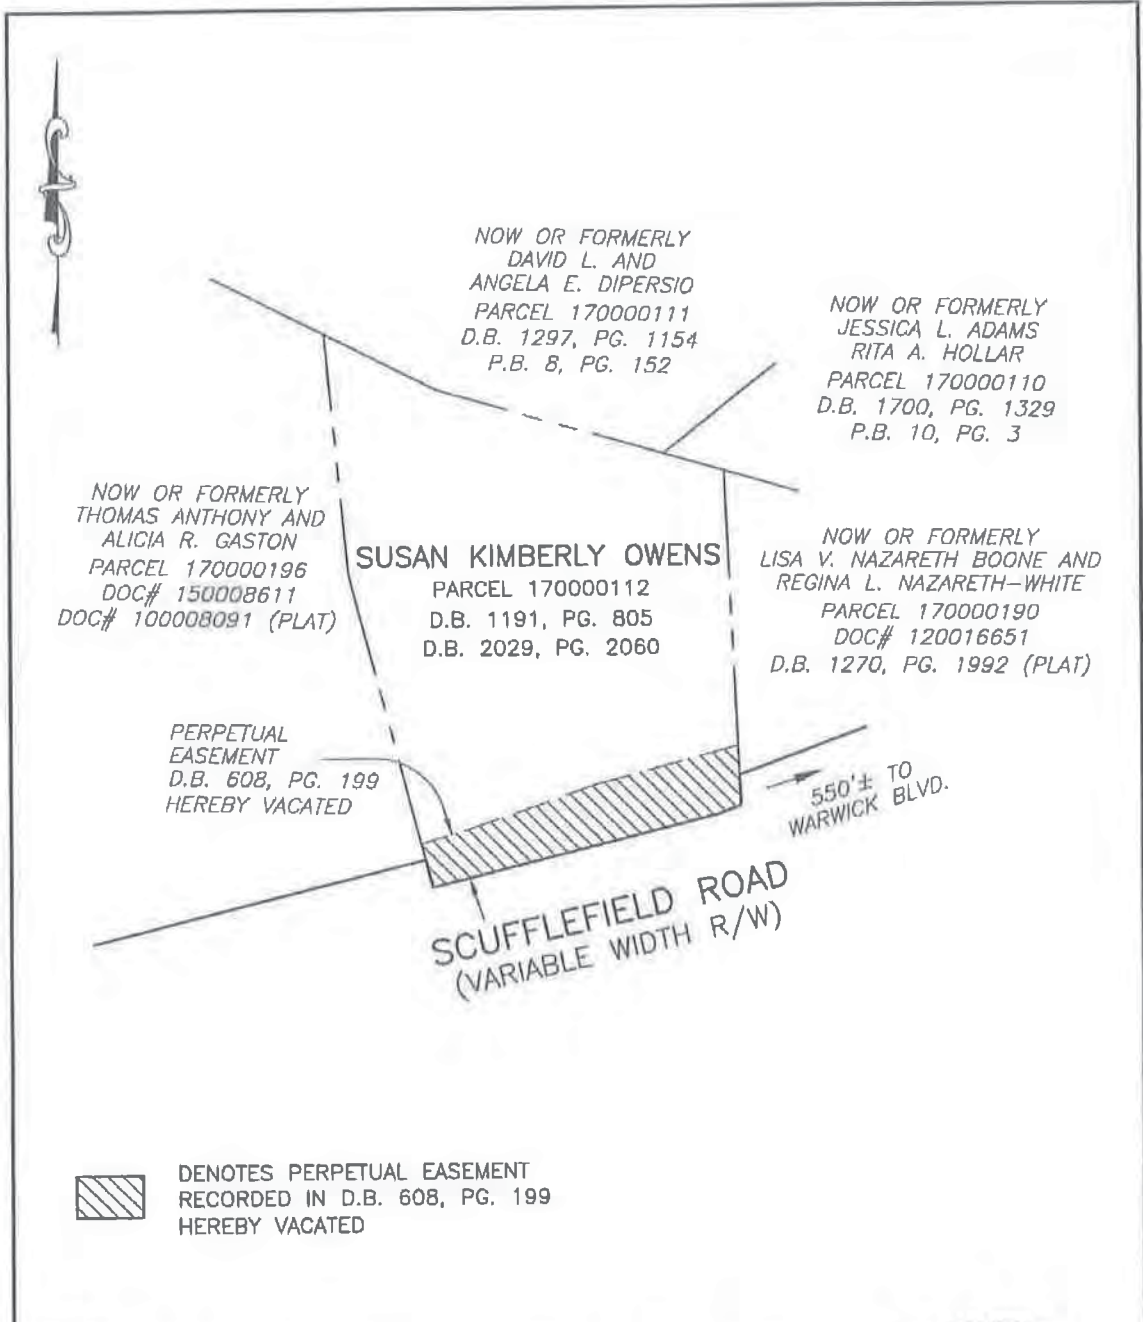 NOW OR FORMERLY
DAVID L. AND
ANGELA E. DIPERSIO
PARCEL 170000111
D.B. 1297, PG. 1154
P.B. 8, PG. 152
NOW OR FORMERLY
JESSICA L. ADAMS
RITA A. HOLLAR
PARCEL 170000110
D.B. 1700, PG. 1329
P.B. 10, PG. 3
NOW OR FORMERLY
THOMAS ANTHONY AND
ALICIA R. GASTON
PARCEL 170000196
DOC# 150008611
DOC# 100008091 (PLAT)
SUSAN KIMBERLY OWENS
PARCEL 170000112
D.B. 1191, PG. 805
D.B. 2029, PG. 2060
NOW OR FORMERLY
LISA V. NAZARETH BOONE AND
REGINA L. NAZARETH-WHITE
PARCEL 170000190
DOC# 120016651
D.B. 1270, PG. 1992 (PLAT)
PERPETUAL
EASEMENT
D.B. 608, PG. 199
HEREBY VACATED
550'± TO
WARWICK BLVD.
SCUFFLEFIELD ROAD
(VARIABLE WIDTH R/W)
DENOTES PERPETUAL EASEMENT
RECORDED IN D.B. 608, PG. 199
HEREBY VACATED